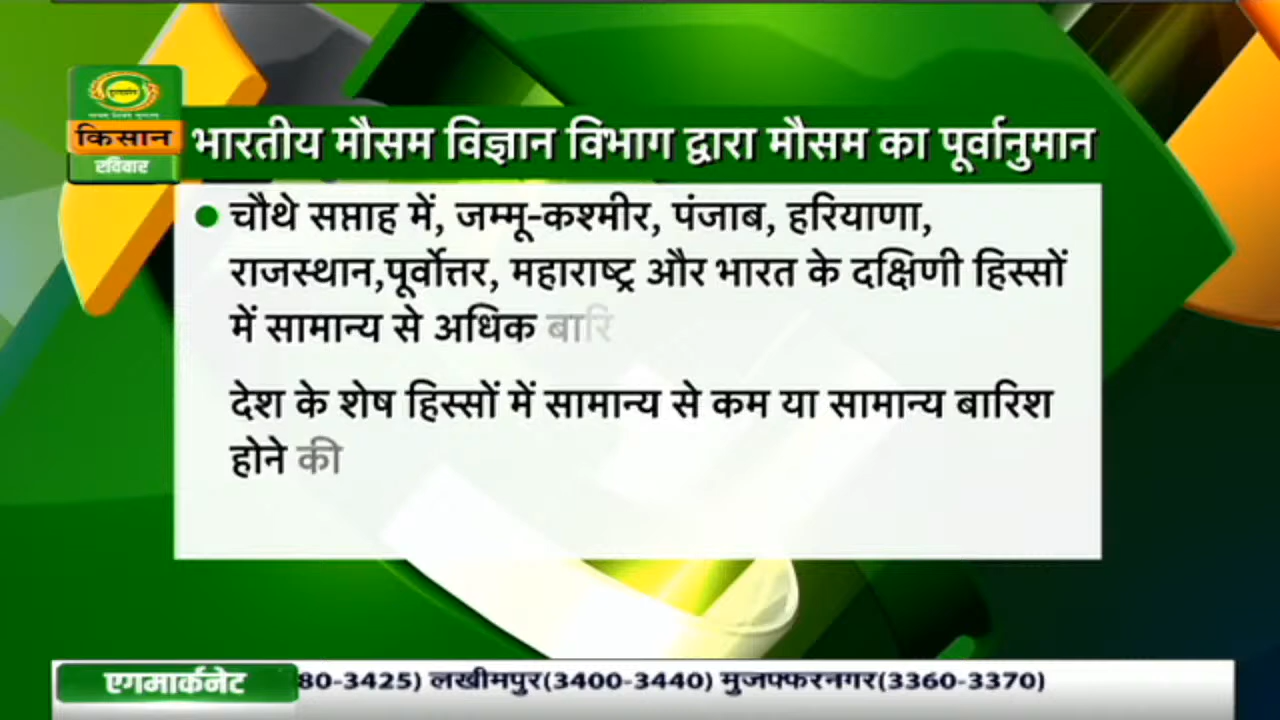 किसान
रविवार
भारतीय मौसम विज्ञान विभाग द्वारा मौसम का पूर्वानुमान
चौथे सप्ताह में, जम्मू-कश्मीर, पंजाब, हरियाणा,
राजस्थान,पूर्वोत्तर, महाराष्ट्र और भारत के दक्षिणी हिस्सों
में सामान्य से अधिक बारि
देश के शेष हिस्सों में सामान्य से कम या सामान्य बारिश
होने की
एगमार्कनेट
80-3425) लखीमपुर(3400-3440) मुजफ्फरनगर(3360-3370)